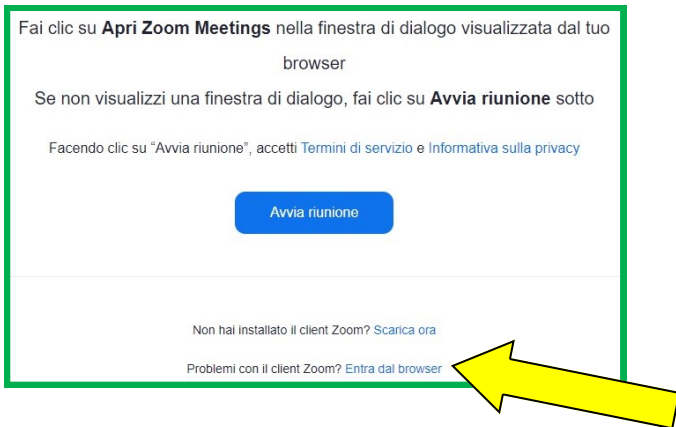 Fai clic su Apri Zoom Meetings nella finestra di dialogo visualizzata dal tuo
browser
Se non visualizzi una finestra di dialogo, fai clic su Avvia riunione sotto
Facendo clic su “Avvia riunione”, accetti Termini di servizio e Informativa sulla privacy
Avvia riunione
Non hai installato il client Zoom? Scarica ora
Problemi con il client Zoom? Entra dal browser